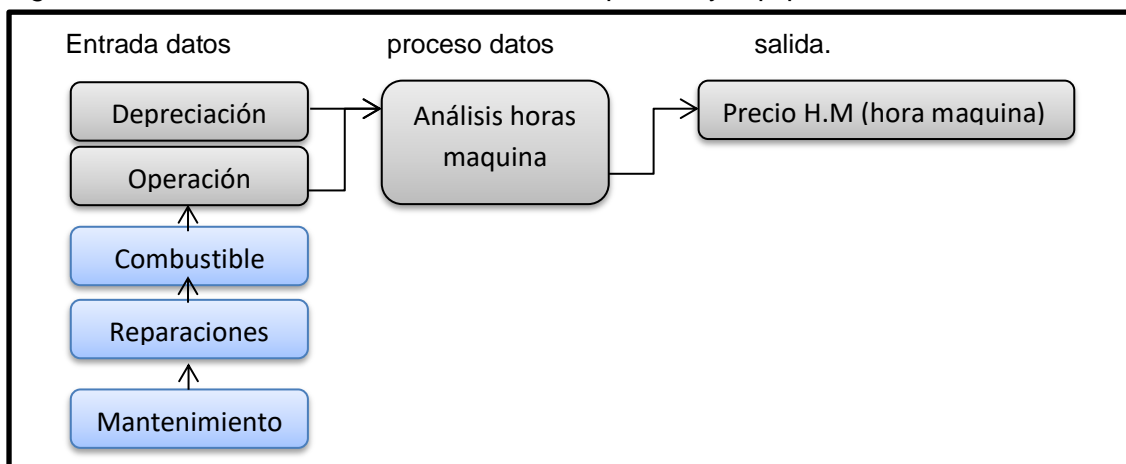 Entrada datos proceso datos salida.
Depreciación
Operación
Combustible
Reparaciones
Mantenimiento
Análisis horas
maquina
Precio H.M (hora maquina)